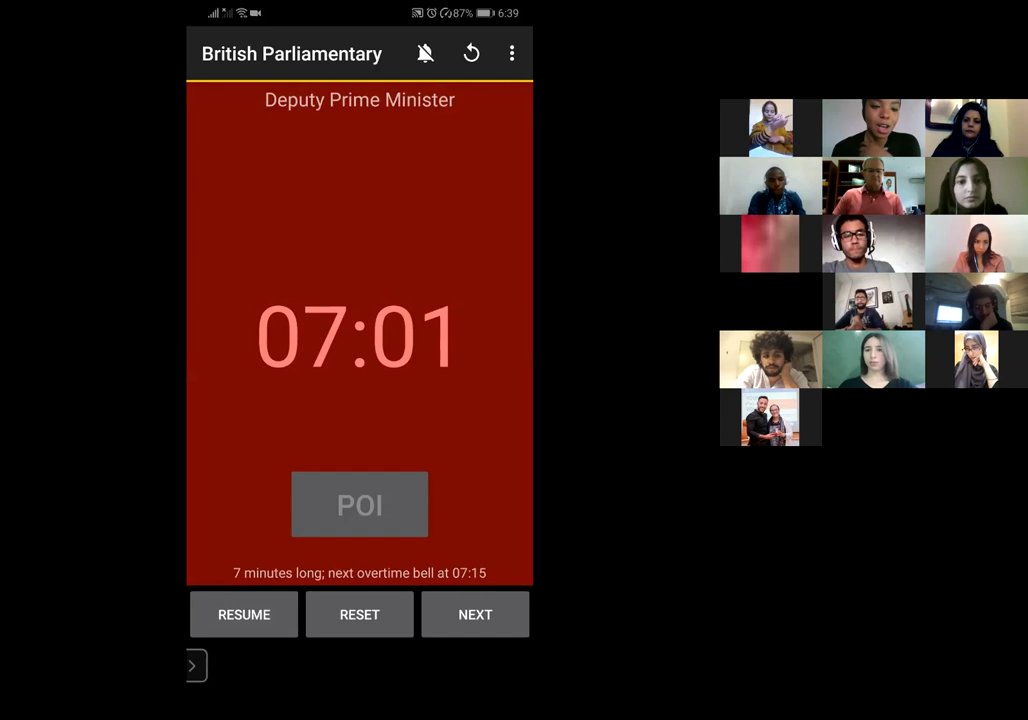 87% 6:39
British Parliamentary
Deputy Prime Minister
07:01
POI
7 minutes long; next overtime bell at 07:15
RESUME RESET NEXT